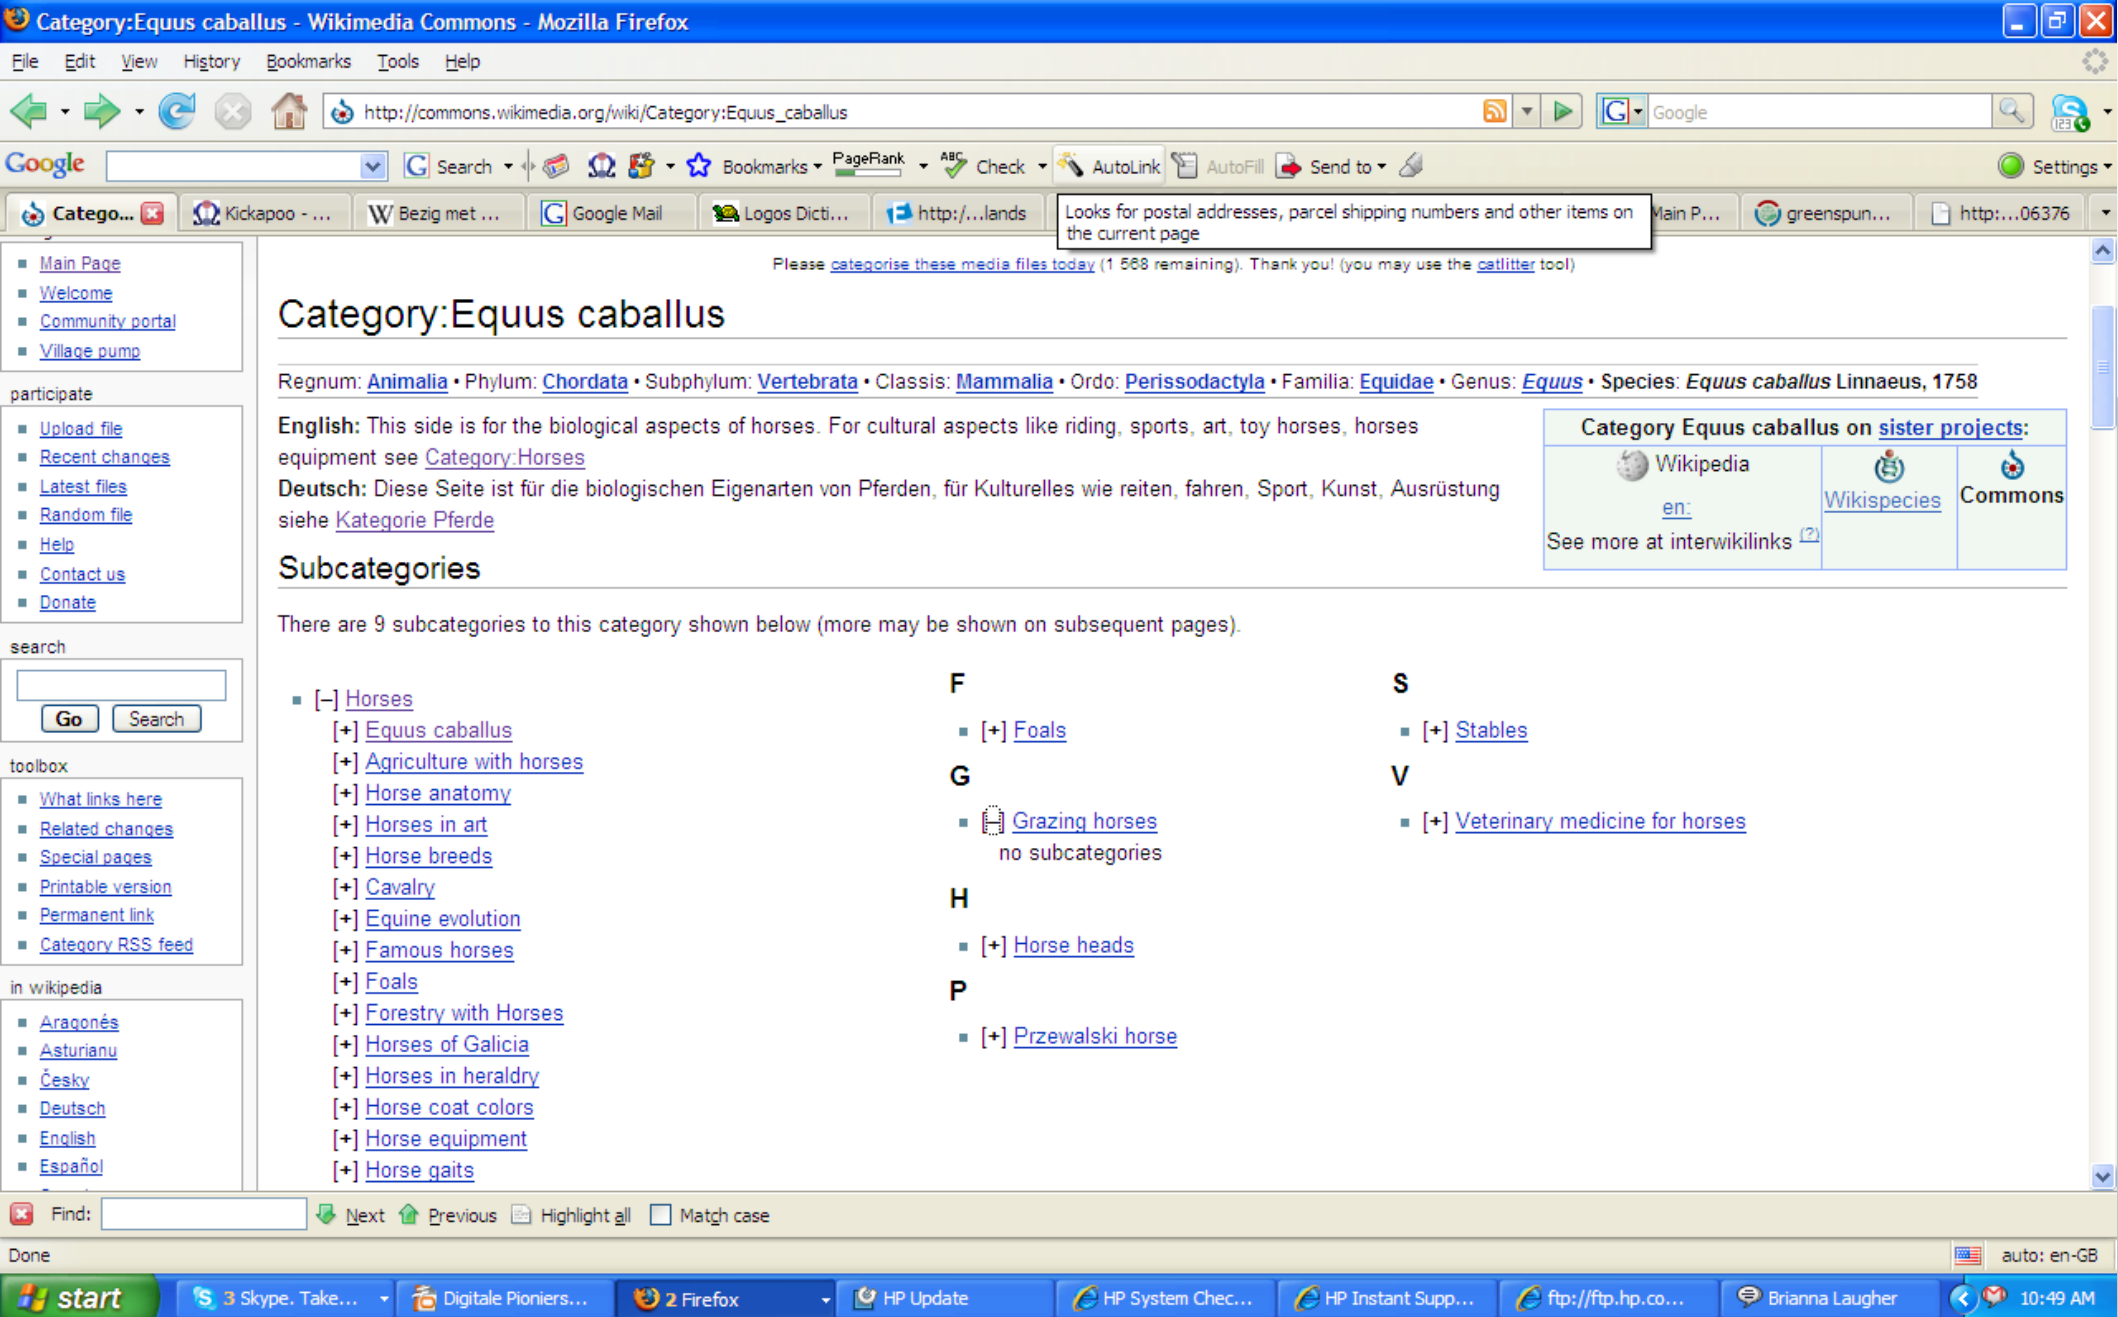 Category:Equus caballus - Wikimedia Commons - Mozilla Firefox
File Edit View History Bookmarks Tools Help
http://commons.wikimedia.org/wiki/Category:Equus_caballus
G Google
123
Google G Search Bookmarks PageRank ABC Check AutoLink AutoFill Send to Settings
Catego... Kickapoo - ... W Bezig met ... G Google Mail Logos Dicti... http:/...lands Main P... greenspun... http:...06376
Looks for postal addresses, parcel shipping numbers and other items on
the current page
Main Page
Welcome
Community portal
Village pump
participate
Upload file
Recent changes
Latest files
Random file
Help
Contact us
Donate
search
Go Search
toolbox
What links here
Related changes
Special pages
Printable version
Permanent link
Category RSS feed
in wikipedia
Aragonés
Asturianu
Česky
Deutsch
English
Español
Please categorise these media files today (1 568 remaining). Thank you! (you may use the catlitter tool)
Category:Equus caballus
Regnum: Animalia • Phylum: Chordata • Subphylum: Vertebrata • Classis: Mammalia • Ordo: Perissodactyla • Familia: Equidae • Genus: Equus • Species: Equus caballus Linnaeus, 1758
English: This side is for the biological aspects of horses. For cultural aspects like riding, sports, art, toy horses, horses
equipment see Category:Horses
Deutsch: Diese Seite ist für die biologischen Eigenarten von Pferden, für Kulturelles wie reiten, fahren, Sport, Kunst, Ausrüstung
siehe Kategorie Pferde
Category Equus caballus on sister projects:
Wikipedia
en:
See more at interwikilinks (?)
Wikispecies
Commons
Subcategories
There are 9 subcategories to this category shown below (more may be shown on subsequent pages).
[–] Horses
[+] Equus caballus
[+] Agriculture with horses
[+] Horse anatomy
[+] Horses in art
[+] Horse breeds
[+] Cavalry
[+] Equine evolution
[+] Famous horses
[+] Foals
[+] Forestry with Horses
[+] Horses of Galicia
[+] Horses in heraldry
[+] Horse coat colors
[+] Horse equipment
[+] Horse gaits
F
[+] Foals
G
[–] Grazing horses
no subcategories
H
[+] Horse heads
P
[+] Przewalski horse
S
[+] Stables
V
[+] Veterinary medicine for horses
Find: Next Previous Highlight all Match case
Done auto: en-GB
start 3 Skype. Take... Digitale Pioniers... 2 Firefox HP Update HP System Chec... HP Instant Supp... ftp://ftp.hp.co... Brianna Laugher 10:49 AM